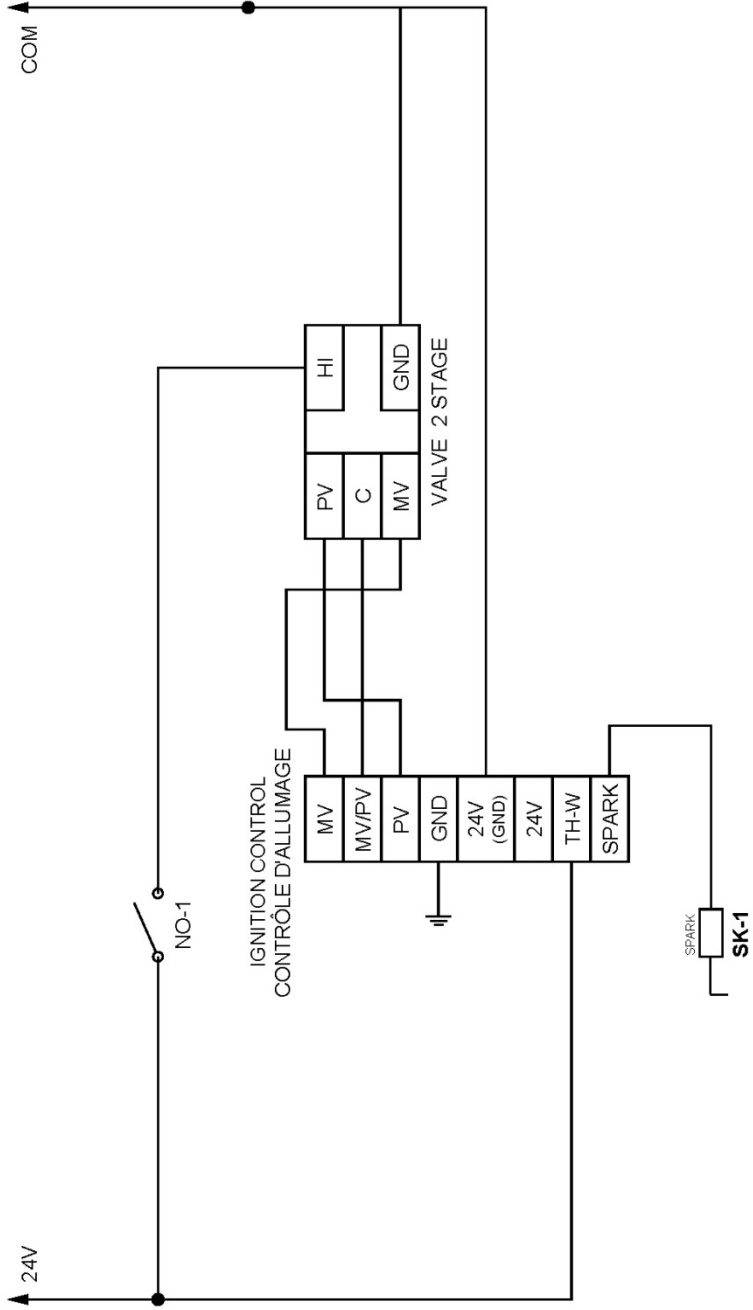 24V
COM
NO-1
IGNITION CONTROL
CONTRÔLE D'ALLUMAGE
MV
MV/PV
PV
GND
24V
(GND)
24V
TH-W
SPARK
PV
C
MV
HI
GND
VALVE 2 STAGE
SPARK
SK-1